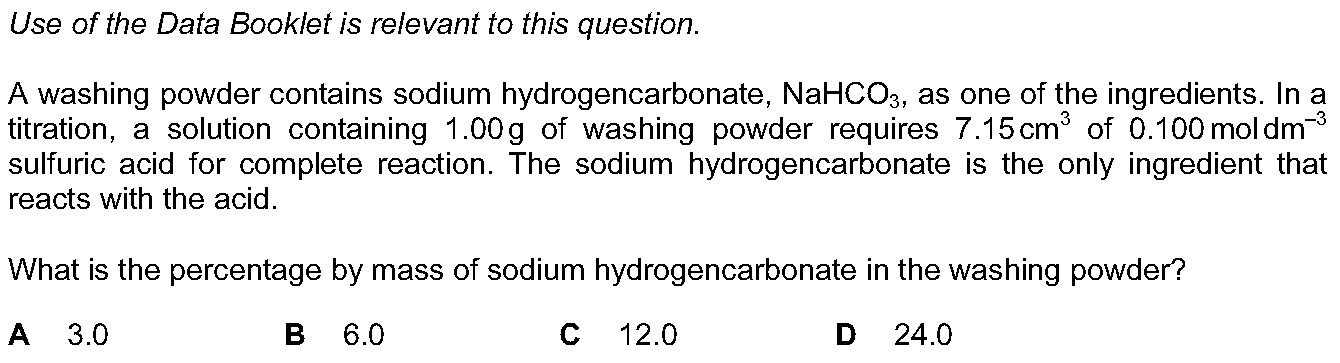 Use of the Data Booklet is relevant to this question.
A washing powder contains sodium hydrogencarbonate, NaHCO₃, as one of the ingredients. In a
titration, a solution containing 1.00 g of washing powder requires 7.15 cm³ of 0.100 mol dm⁻³
sulfuric acid for complete reaction. The sodium hydrogencarbonate is the only ingredient that
reacts with the acid.
What is the percentage by mass of sodium hydrogencarbonate in the washing powder?
A 3.0 B 6.0 C 12.0 D 24.0